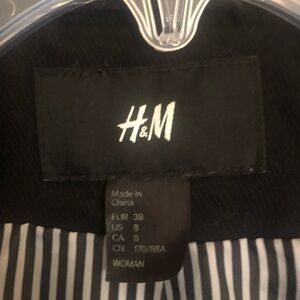 H&M
Made in
China
EUR 38
US 8
CA 8
CN 170/88A
WOMAN